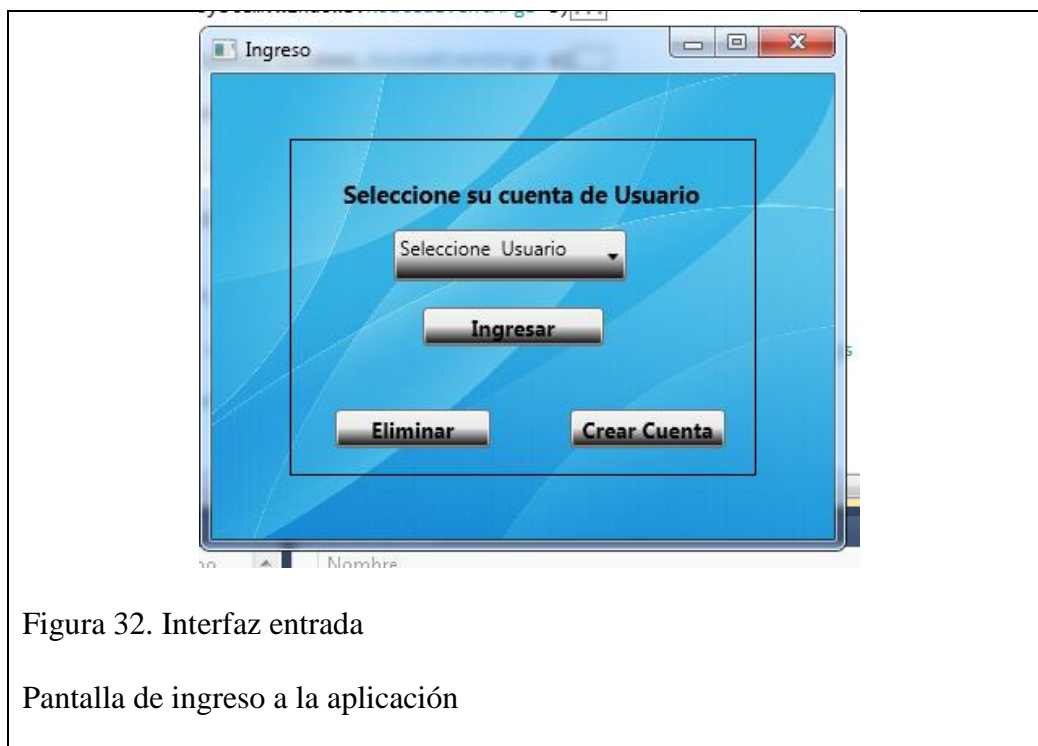 Ingreso
Seleccione su cuenta de Usuario
Seleccione Usuario
Ingresar
Eliminar
Crear Cuenta
Nombre
Figura 32. Interfaz entrada
Pantalla de ingreso a la aplicación